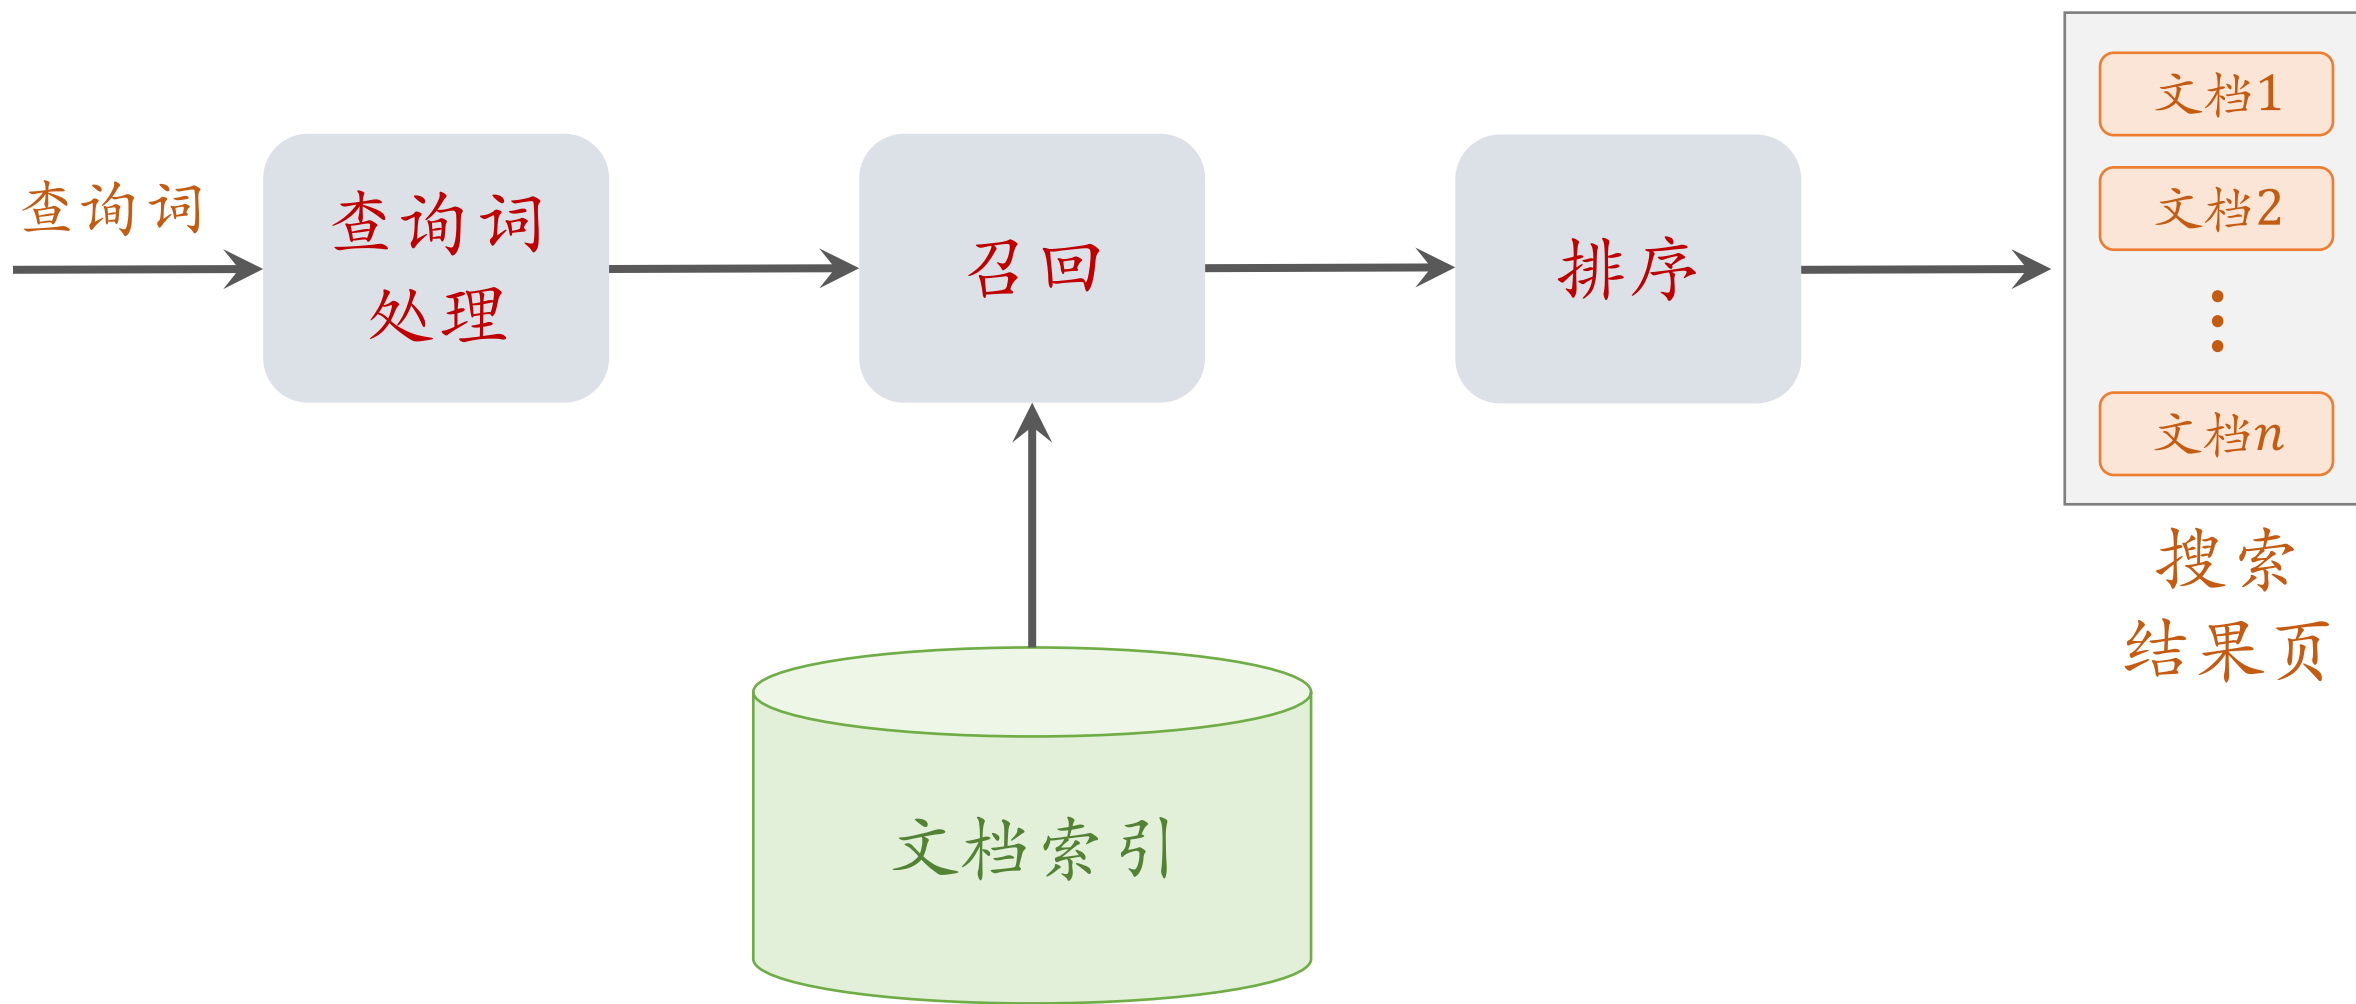 查询词
查询词
处理
召回
排序
文档1
文档2
文档n
搜索
结果页
文档索引